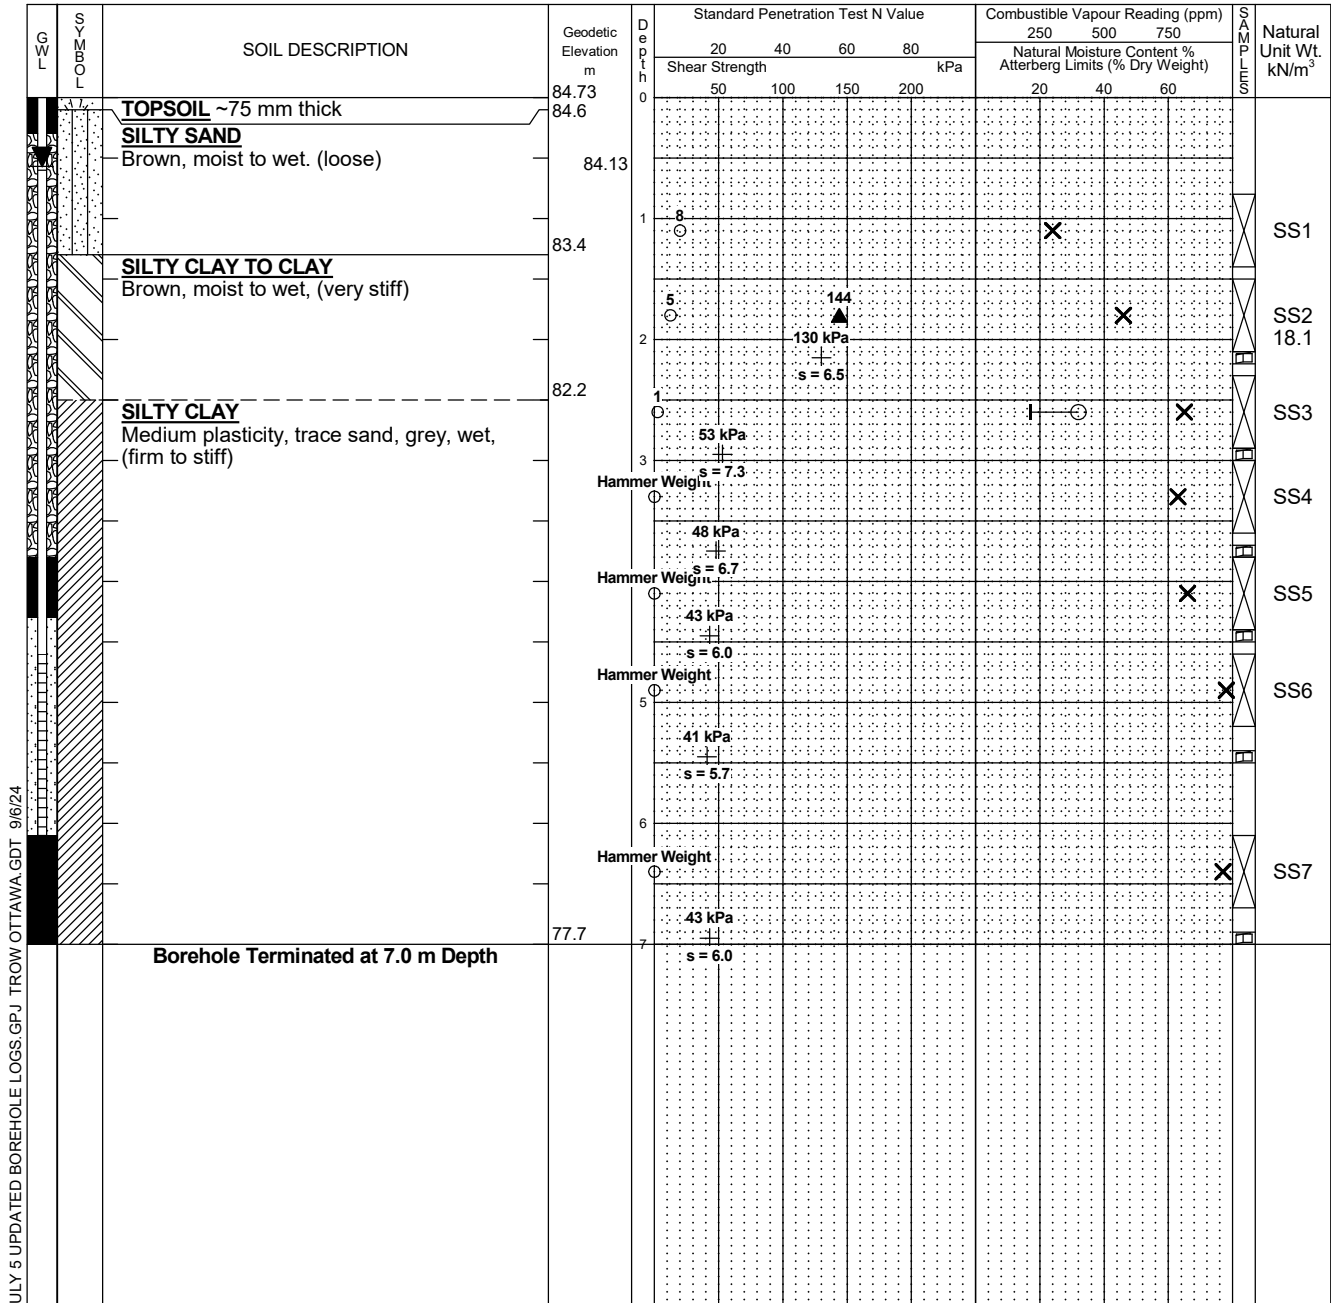 GWL
SYMBOL
SOIL DESCRIPTION
Geodetic
Elevation
m
Depth
Standard Penetration Test N Value
20 40 60 80
Shear Strength kPa
50 100 150 200
Combustible Vapour Reading (ppm)
250 500 750
Natural Moisture Content %
Atterberg Limits (% Dry Weight)
20 40 60
SAMPLES
Natural
Unit Wt.
kN/m³
84.73
0
TOPSOIL ~75 mm thick
84.6
SILTY SAND
Brown, moist to wet. (loose)
84.13
8
1
SS1
83.4
SILTY CLAY TO CLAY
Brown, moist to wet, (very stiff)
5
144
SS2
18.1
2
130 kPa
s = 6.5
82.2
SILTY CLAY
Medium plasticity, trace sand, grey, wet,
(firm to stiff)
1
SS3
53 kPa
3
s = 7.3
Hammer Weight
SS4
48 kPa
s = 6.7
Hammer Weight
SS5
43 kPa
s = 6.0
Hammer Weight
SS6
5
41 kPa
s = 5.7
6
Hammer Weight
SS7
43 kPa
77.7
7
s = 6.0
Borehole Terminated at 7.0 m Depth
ULY 5 UPDATED BOREHOLE LOGS.GPJ TROW OTTAWA.GDT 9/6/24